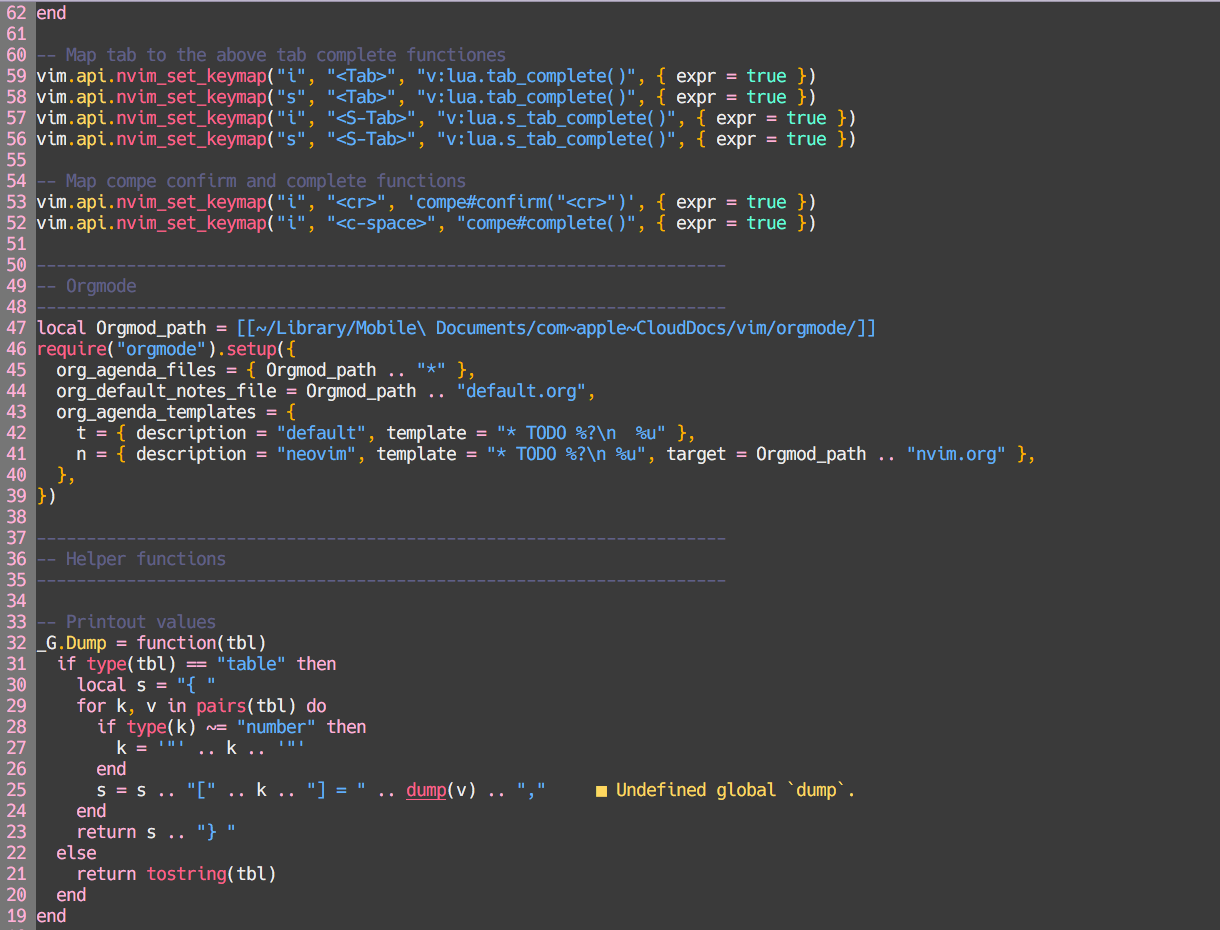 62 end
61
60 -- Map tab to the above tab complete functiones
59 vim.api.nvim_set_keymap("i", "<Tab>", "v:lua.tab_complete()", { expr = true })
58 vim.api.nvim_set_keymap("s", "<Tab>", "v:lua.tab_complete()", { expr = true })
57 vim.api.nvim_set_keymap("i", "<S-Tab>", "v:lua.s_tab_complete()", { expr = true })
56 vim.api.nvim_set_keymap("s", "<S-Tab>", "v:lua.s_tab_complete()", { expr = true })
55
54 -- Map compe confirm and complete functions
53 vim.api.nvim_set_keymap("i", "<cr>", 'compe#confirm("<cr>")', { expr = true })
52 vim.api.nvim_set_keymap("i", "<c-space>", "compe#complete()", { expr = true })
51
50 ---------------------------------------------------------------------
49 -- Orgmode
48 ---------------------------------------------------------------------
47 local Orgmod_path = [[~/Library/Mobile\ Documents/com~apple~CloudDocs/vim/orgmode/]]
46 require("orgmode").setup({
45   org_agenda_files = { Orgmod_path .. "*" },
44   org_default_notes_file = Orgmod_path .. "default.org",
43   org_agenda_templates = {
42     t = { description = "default", template = "* TODO %?\n  %u" },
41     n = { description = "neovim", template = "* TODO %?\n %u", target = Orgmod_path .. "nvim.org" },
40   },
39 })
38
37 ---------------------------------------------------------------------
36 -- Helper functions
35 ---------------------------------------------------------------------
34
33 -- Printout values
32 _G.Dump = function(tbl)
31   if type(tbl) == "table" then
30     local s = "{ "
29     for k, v in pairs(tbl) do
28       if type(k) ~= "number" then
27         k = '"' .. k .. '"'
26       end
25       s = s .. "[" .. k .. "] = " .. dump(v) .. ","     ■ Undefined global `dump`.
24     end
23     return s .. "} "
22   else
21     return tostring(tbl)
20   end
19 end